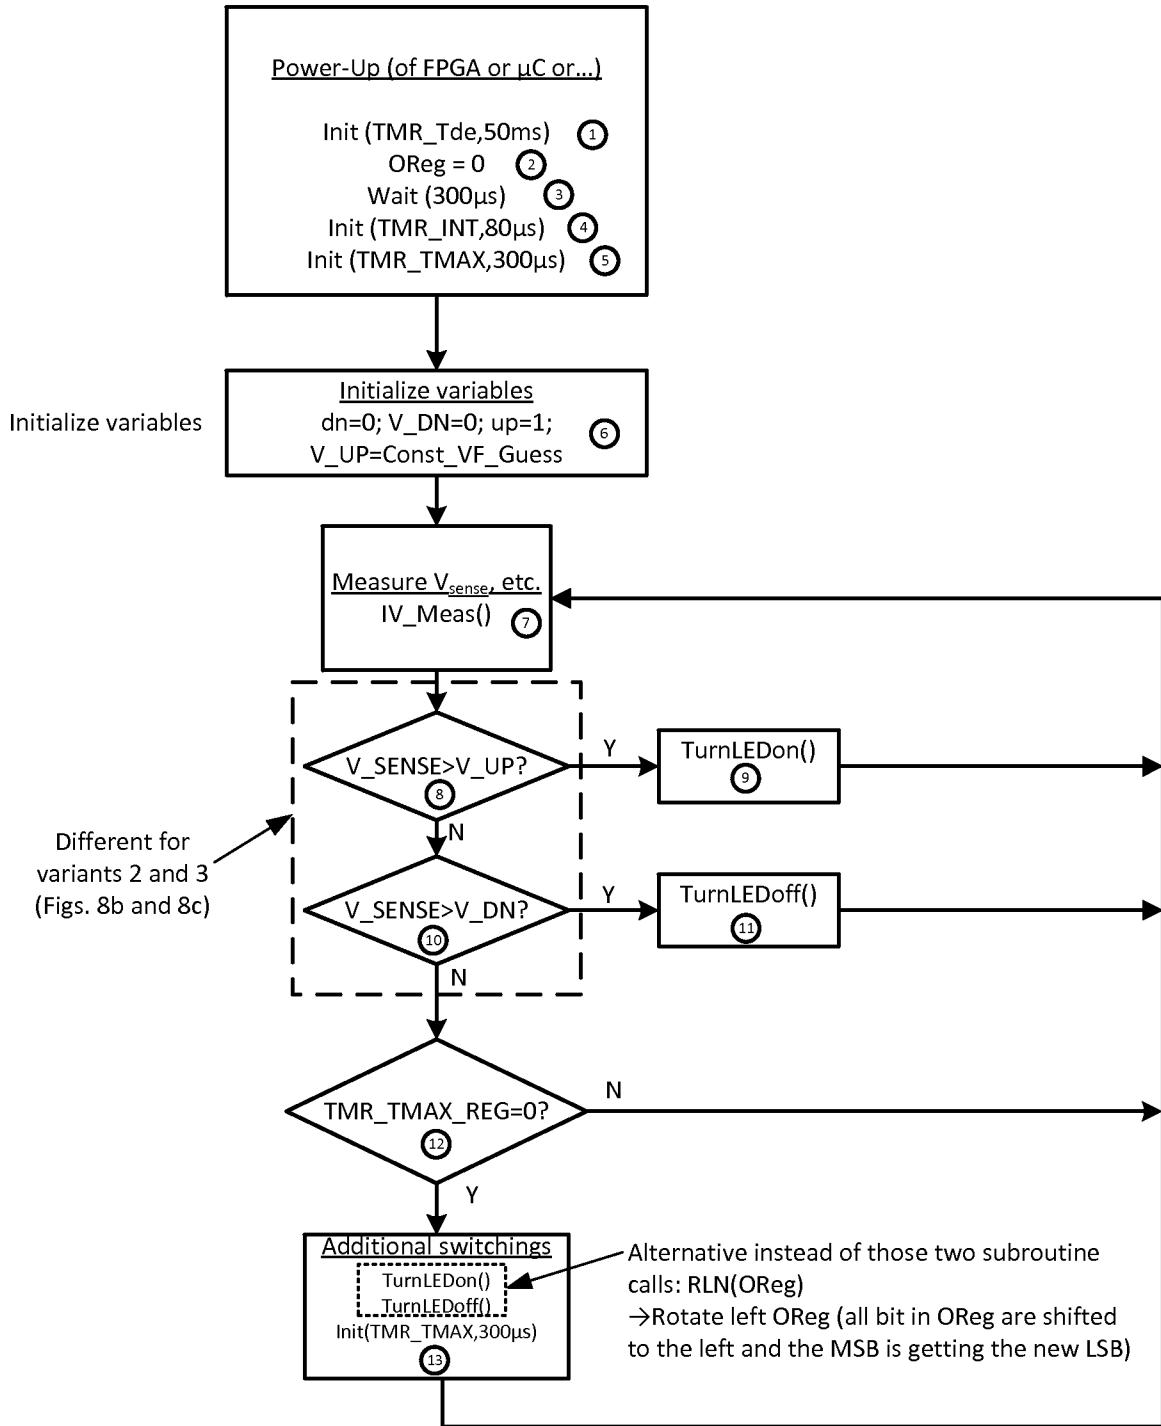 Power-Up (of FPGA or µC or...)
Init (TMR_Tde,50ms) 1
OReg = 0 2
Wait (300µs) 3
Init (TMR_INT,80µs) 4
Init (TMR_TMAX,300µs) 5
Initialize variables
Initialize variables
dn=0; V_DN=0; up=1;
V_UP=Const_VF_Guess
6
Measure Vsense, etc.
IV_Meas()
7
V_SENSE>V_UP?
8
Y
TurnLEDon()
9
N
Different for
variants 2 and 3
(Figs. 8b and 8c)
V_SENSE>V_DN?
10
Y
TurnLEDoff()
11
N
TMR_TMAX_REG=0?
12
N
Y
Additional switchings
TurnLEDon()
TurnLEDoff()
Init(TMR_TMAX,300µs)
13
Alternative instead of those two subroutine
calls: RLN(OReg)
→Rotate left OReg (all bit in OReg are shifted
to the left and the MSB is getting the new LSB)